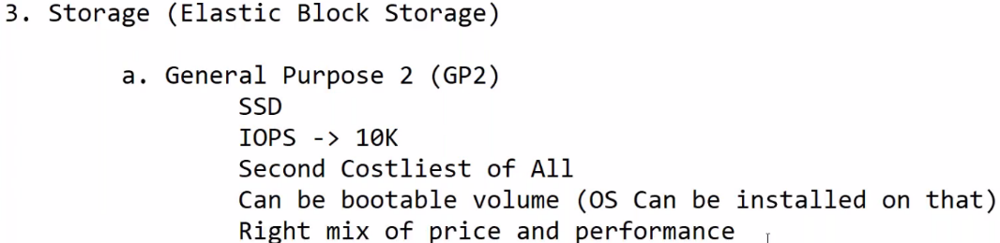 3. Storage (Elastic Block Storage)
a. General Purpose 2 (GP2)
SSD
IOPS -> 10K
Second Costliest of All
Can be bootable volume (OS Can be installed on that)
Right mix of price and performance